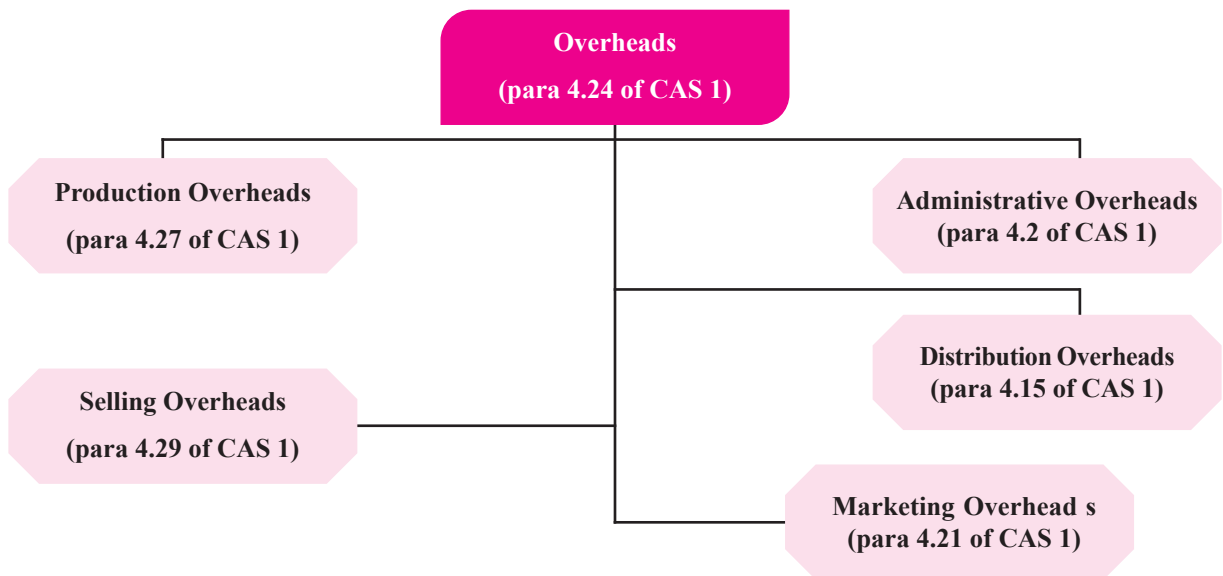 Overheads
(para 4.24 of CAS 1)
Production Overheads
(para 4.27 of CAS 1)
Administrative Overheads
(para 4.2 of CAS 1)
Distribution Overheads
(para 4.15 of CAS 1)
Selling Overheads
(para 4.29 of CAS 1)
Marketing Overhead s
(para 4.21 of CAS 1)